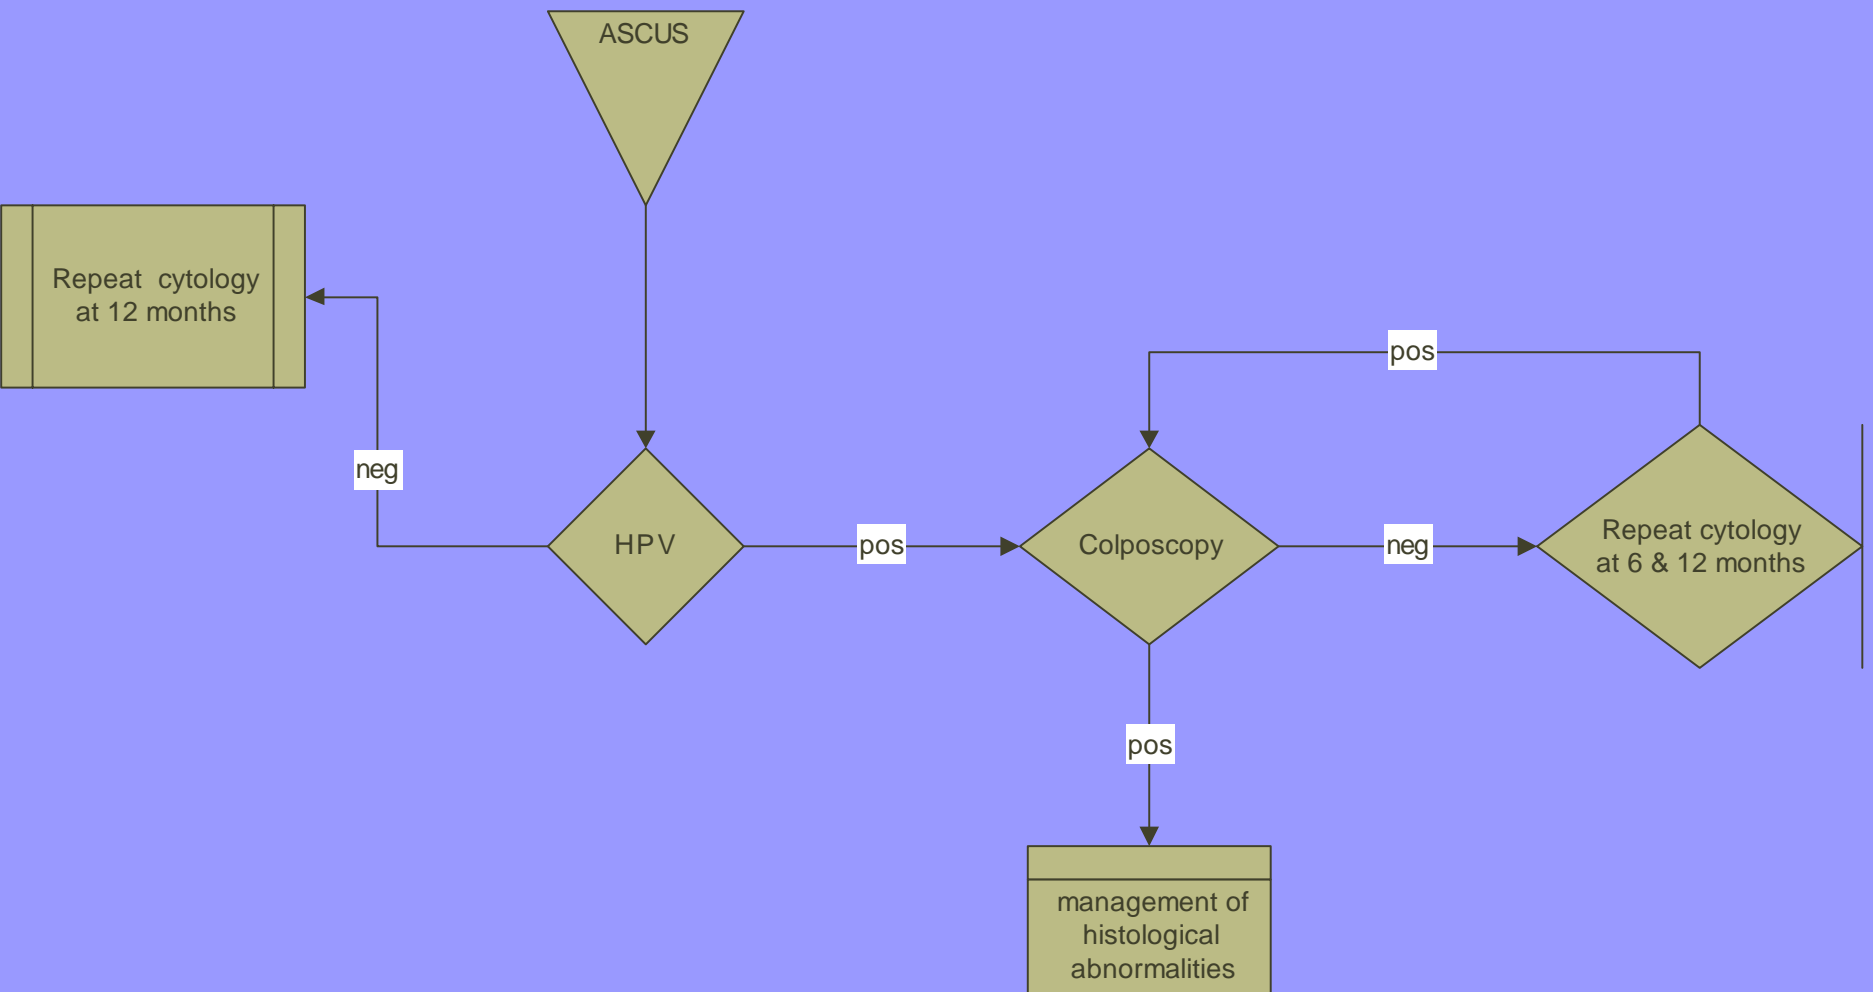 ASCUS
Repeat cytology
at 12 months
pos
neg
HPV
pos
Colposcopy
neg
Repeat cytology
at 6 & 12 months
pos
management of
histological
abnormalities